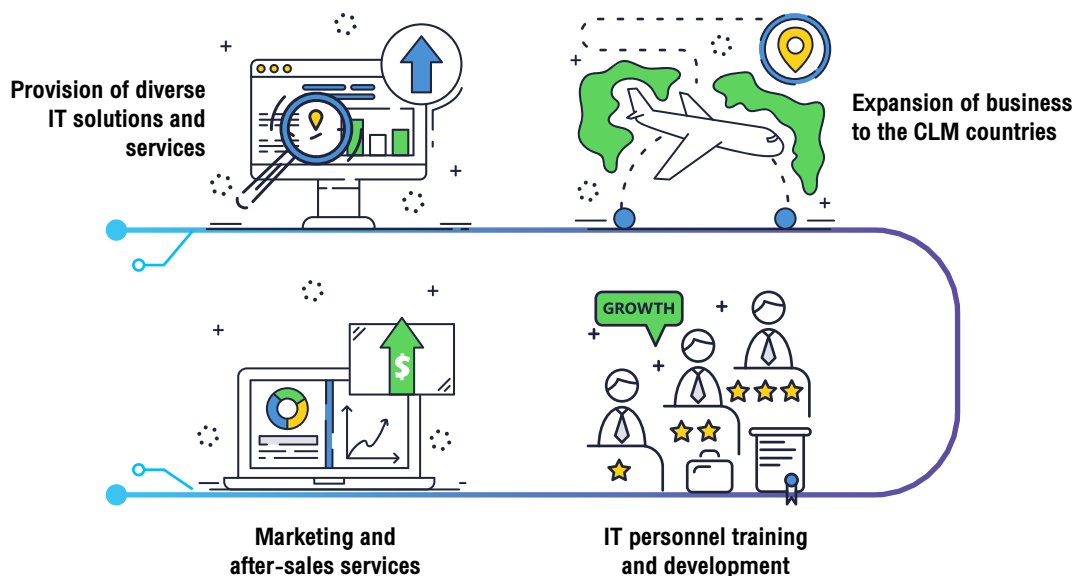 Provision of diverse
IT solutions and
services
Expansion of business
to the CLM countries
GROWTH
$
Marketing and
after-sales services
IT personnel training
and development